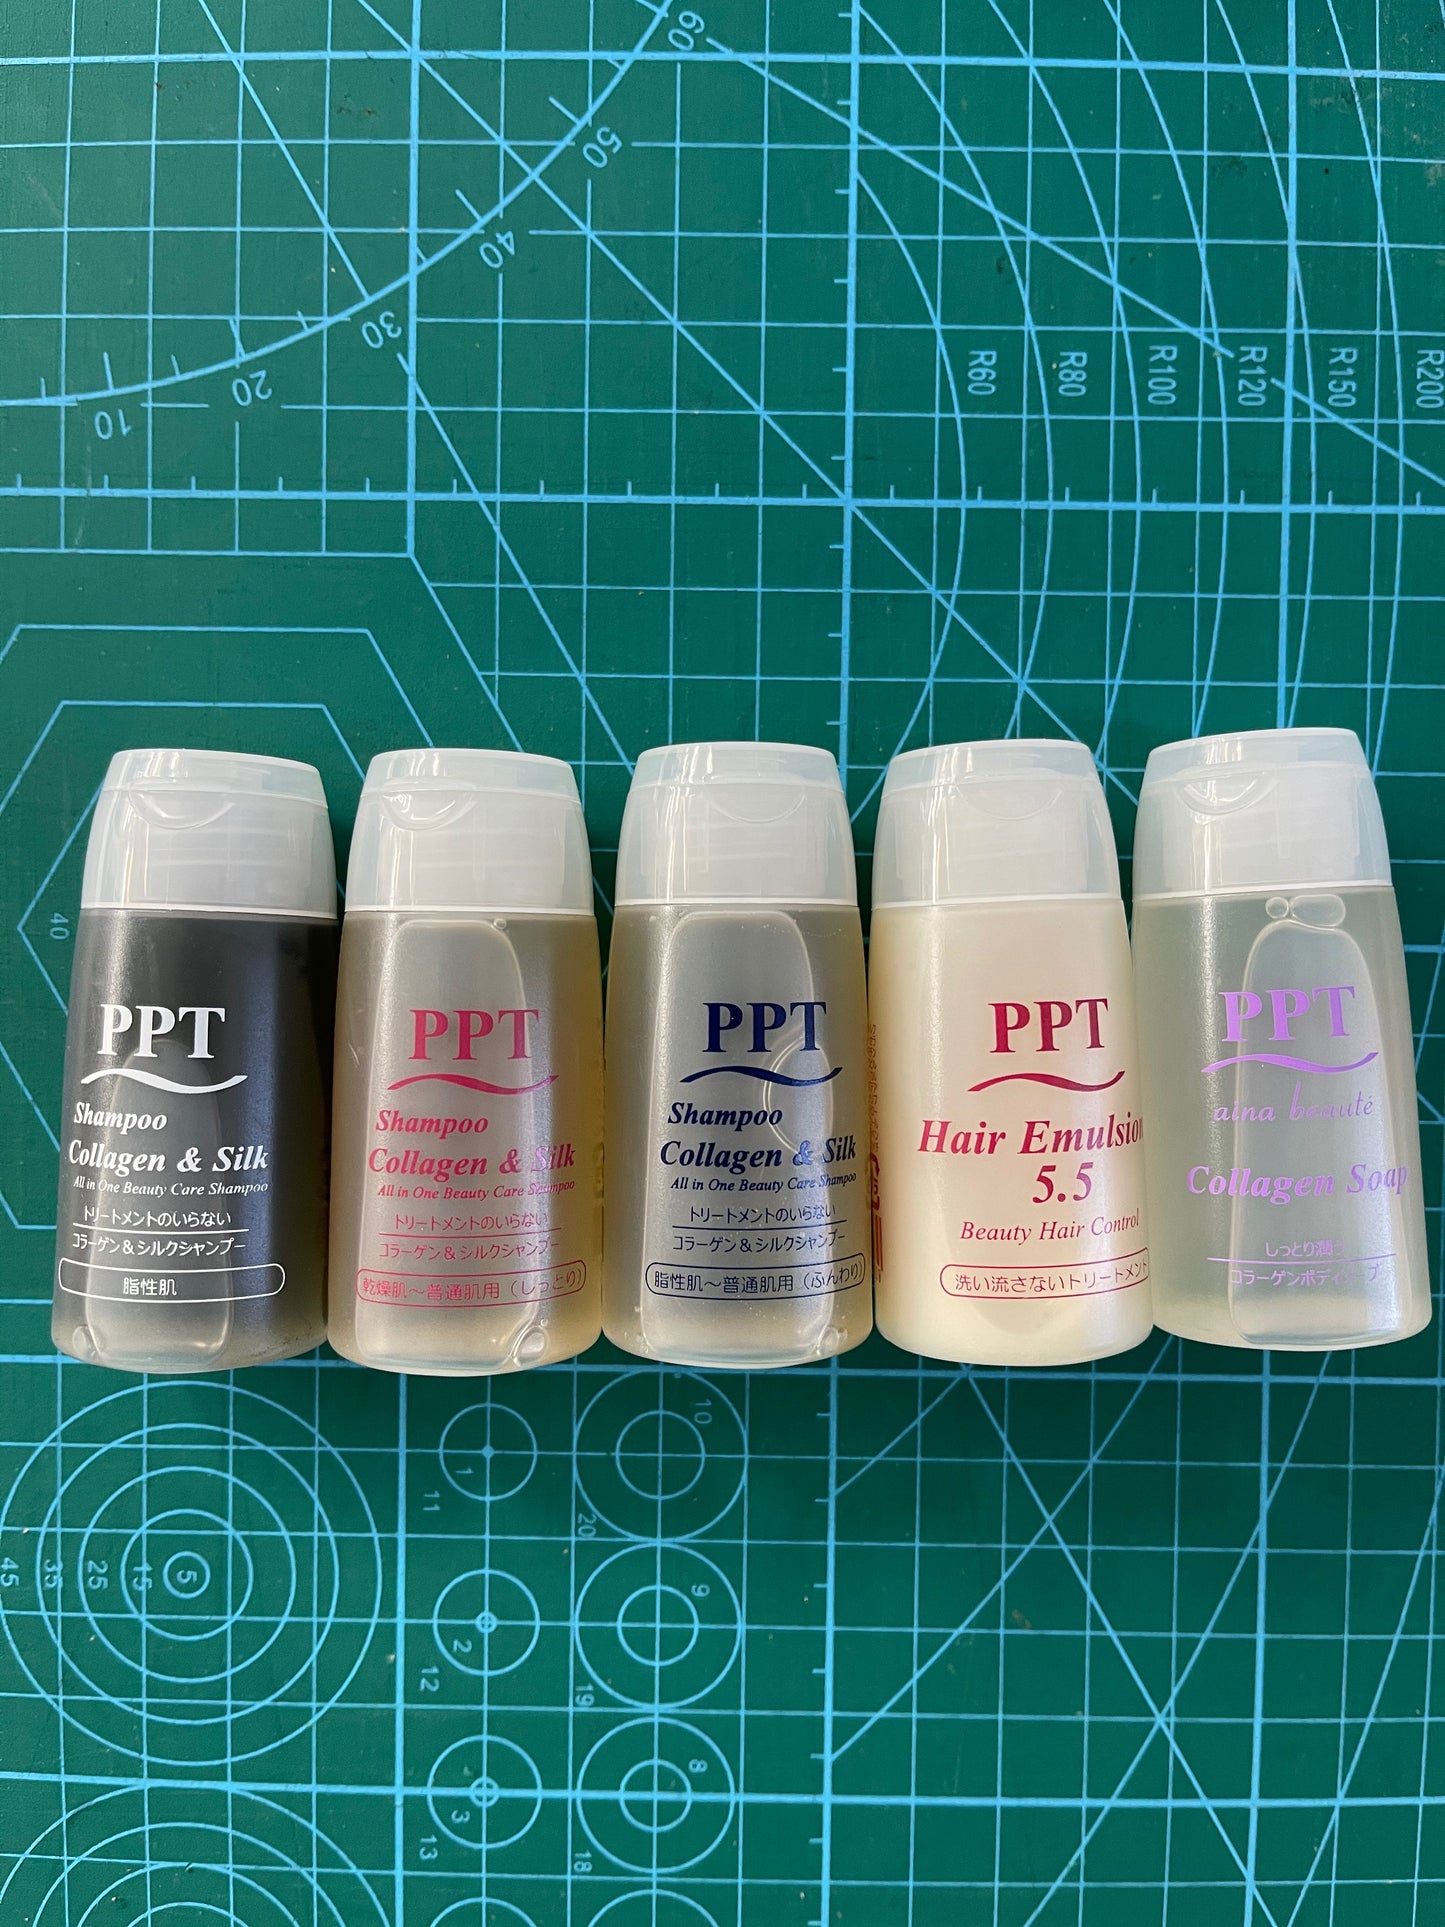 60
50
40
30
20
10
R60
R80
R100
R120
R150
R200
40
PPT
Shampoo
Collagen & Silk
All in One Beauty Care Shampoo
トリートメントのいらない
コラーゲン&シルクシャンプー
脂性肌
PPT
Shampoo
Collagen & Silk
All in One Beauty Care Shampoo
トリートメントのいらない
コラーゲン&シルクシャンプー
乾燥肌〜普通肌用(しっとり)
PPT
Shampoo
Collagen & Silk
All in One Beauty Care Shampoo
トリートメントのいらない
コラーゲン&シルクシャンプー
脂性肌〜普通肌用(ふんわり)
PPT
Hair Emulsion
5.5
Beauty Hair Control
洗い流さないトリートメント
PPT
aina beauté
Collagen Soap
しっとり潤
コラーゲンボディ
45
35
25
15
5
1
11
10
20
2
12
9
19
3
13
8
18